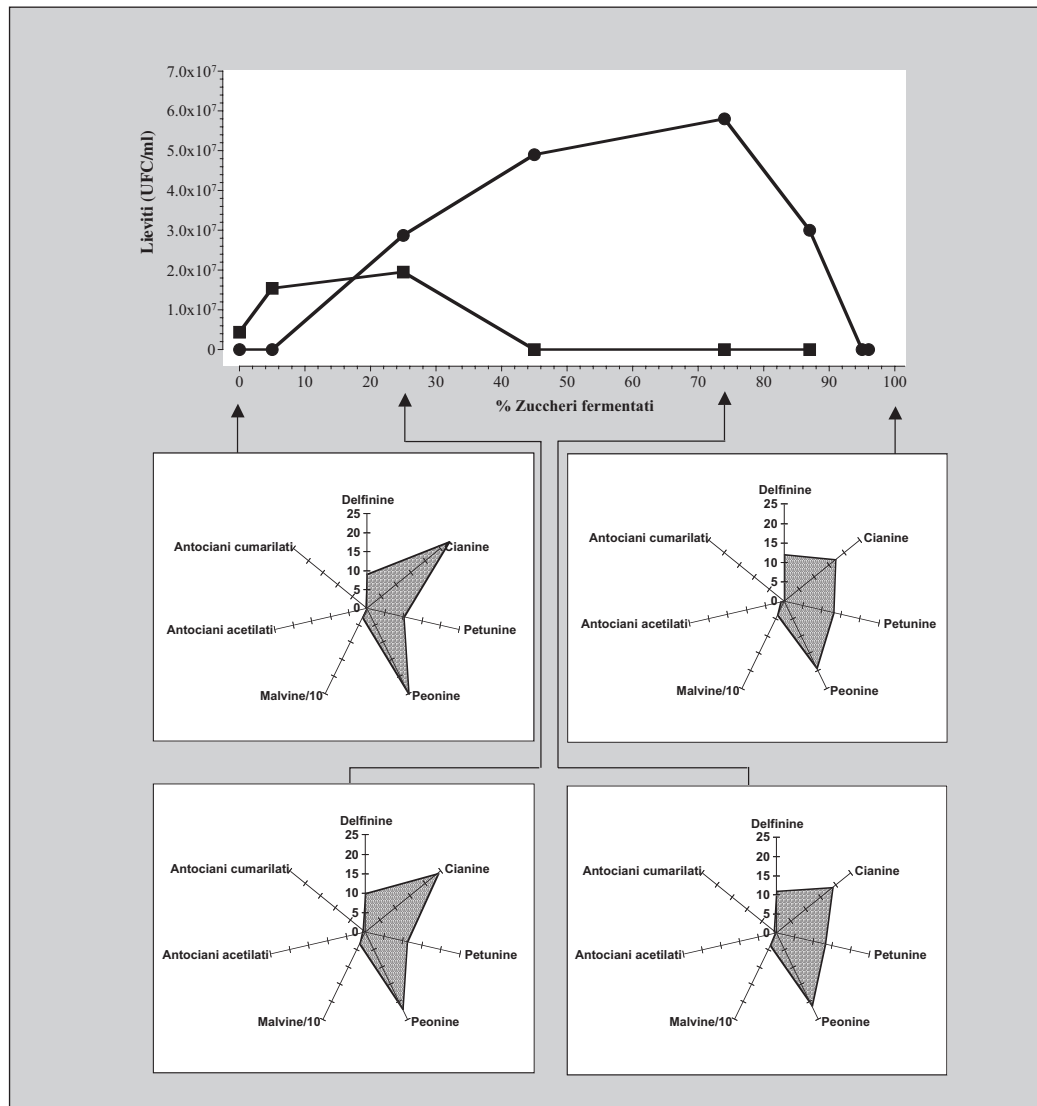 Lieviti (UFC/ml)
7.0x10⁷
6.0x10⁷
5.0x10⁷
4.0x10⁷
3.0x10⁷
2.0x10⁷
1.0x10⁷
0
0 10 20 30 40 50 60 70 80 90 100
% Zuccheri fermentati
Delfinine
25
20
15
10
5
0
Cianine
Petunine
Peonine
Malvine/10
Antociani acetilati
Antociani cumarilati
Delfinine
25
20
15
10
5
0
Cianine
Petunine
Peonine
Malvine/10
Antociani acetilati
Antociani cumarilati
Delfinine
25
20
15
10
5
0
Cianine
Petunine
Peonine
Malvine/10
Antociani acetilati
Antociani cumarilati
Delfinine
25
20
15
10
5
0
Cianine
Petunine
Peonine
Malvine/10
Antociani acetilati
Antociani cumarilati